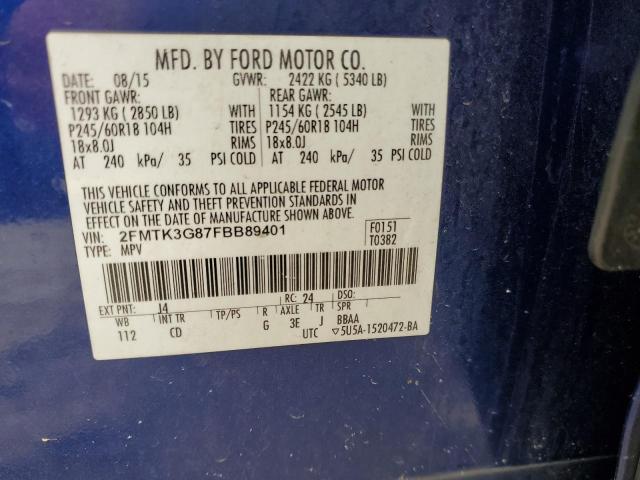 MFD. BY FORD MOTOR CO.
DATE: 08/15 GVWR: 2422 KG ( 5340 LB)
FRONT GAWR: REAR GAWR:
1293 KG ( 2850 LB) WITH 1154 KG ( 2545 LB) WITH
P245/60R18 104H TIRES P245/60R18 104H TIRES
18x8.0J RIMS 18x8.0J RIMS
AT 240 kPa/ 35 PSI COLD AT 240 kPa/ 35 PSI COLD
THIS VEHICLE CONFORMS TO ALL APPLICABLE FEDERAL MOTOR
VEHICLE SAFETY AND THEFT PREVENTION STANDARDS IN
EFFECT ON THE DATE OF MANUFACTURE SHOWN ABOVE.
VIN: 2FMTK3G87FBB89401 F0151
TYPE: MPV T0382
EXT PNT: J4 RC: 24 DSO:
WB INT TR TP/PS R AXLE TR SPR
112 CD G 3E J BBAA
UTC ▽5U5A-1520472-BA